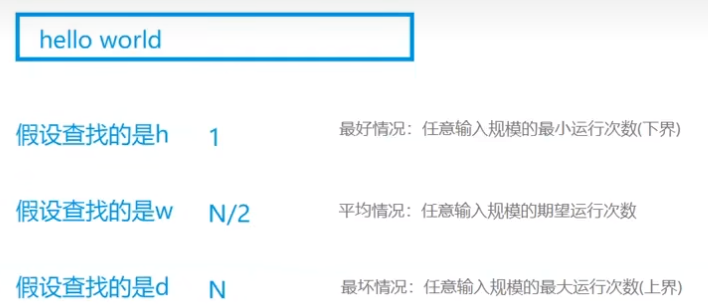 hello world
假设查找的是h 1 最好情况：任意输入规模的最小运行次数(下界)
假设查找的是w N/2 平均情况：任意输入规模的期望运行次数
假设查找的是d N 最坏情况：任意输入规模的最大运行次数(上界)